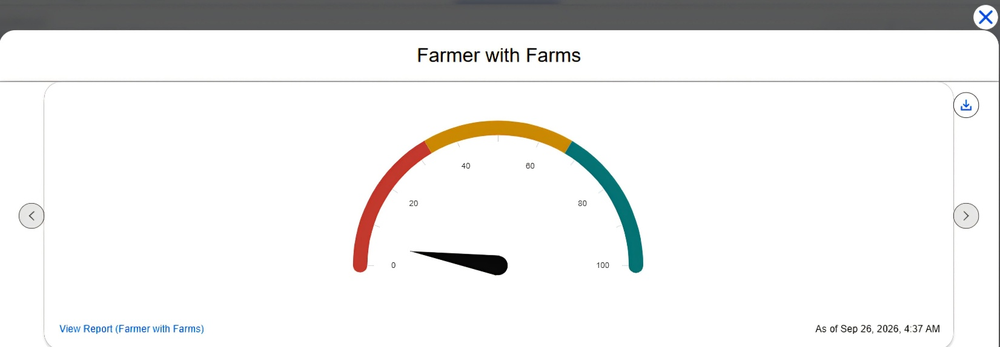 Farmer with Farms
40
60
20
80
0
100
View Report (Farmer with Farms)
As of Sep 26, 2026, 4:37 AM